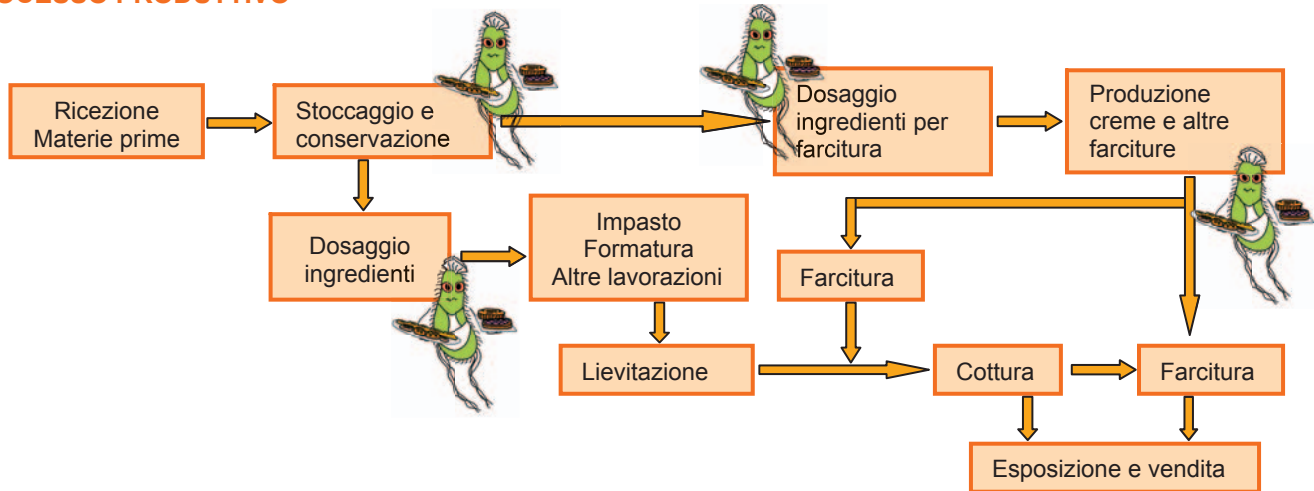 Ricezione
Materie prime
Stoccaggio e
conservazione
Dosaggio
ingredienti per
farcitura
Produzione
creme e altre
farciture
Dosaggio
ingredienti
Impasto
Formatura
Altre lavorazioni
Farcitura
Lievitazione
Cottura
Farcitura
Esposizione e vendita